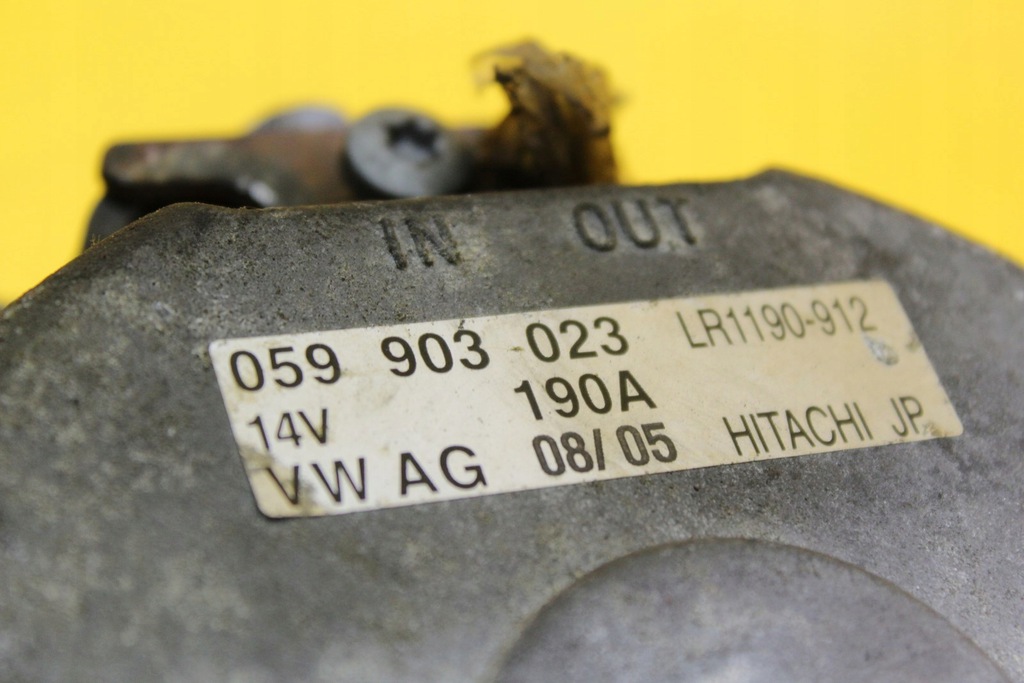 IN OUT
059 903 023 LR1190-912
14V 190A
VW AG 08/05 HITACHI JP.